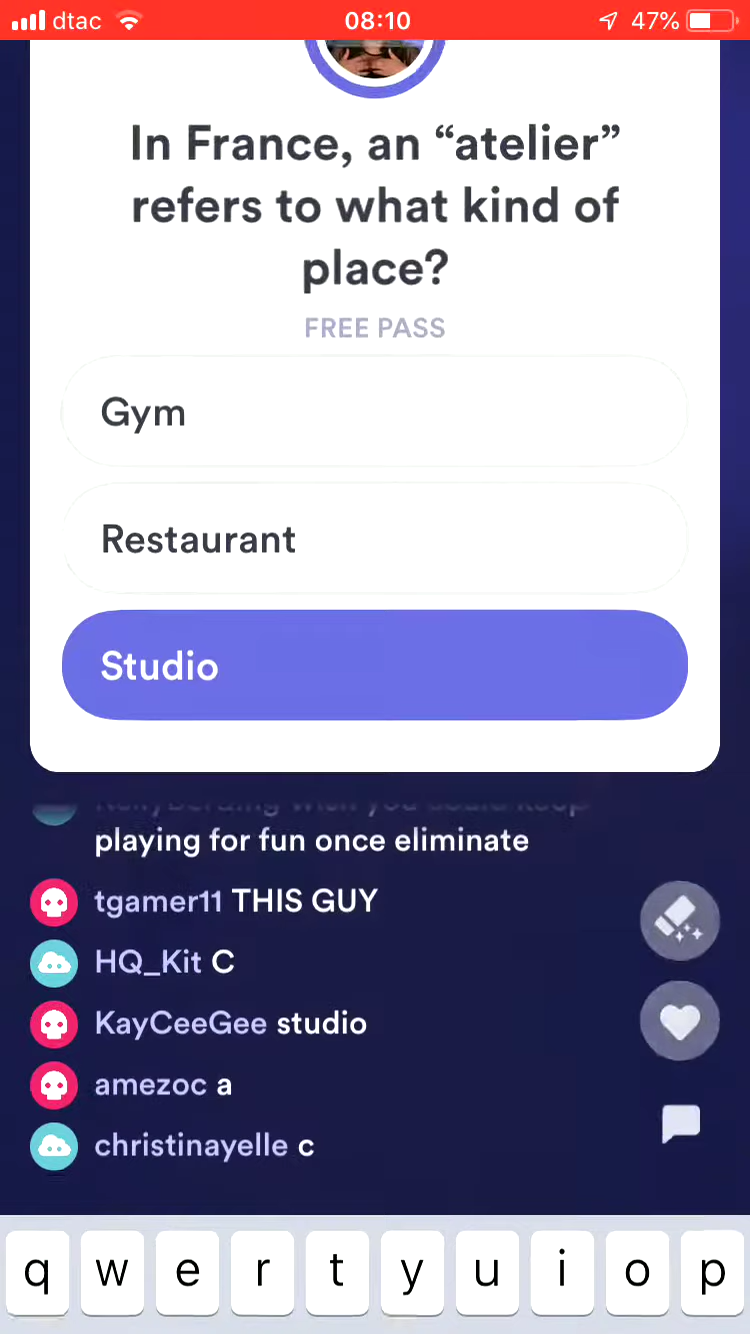 dtac 08:10 47%
In France, an “atelier”
refers to what kind of
place?
FREE PASS
Gym
Restaurant
Studio
playing for fun once eliminate
tgamer11 THIS GUY
HQ_Kit C
KayCeeGee studio
amezoc a
christinayelle c
q w e r t y u i o p